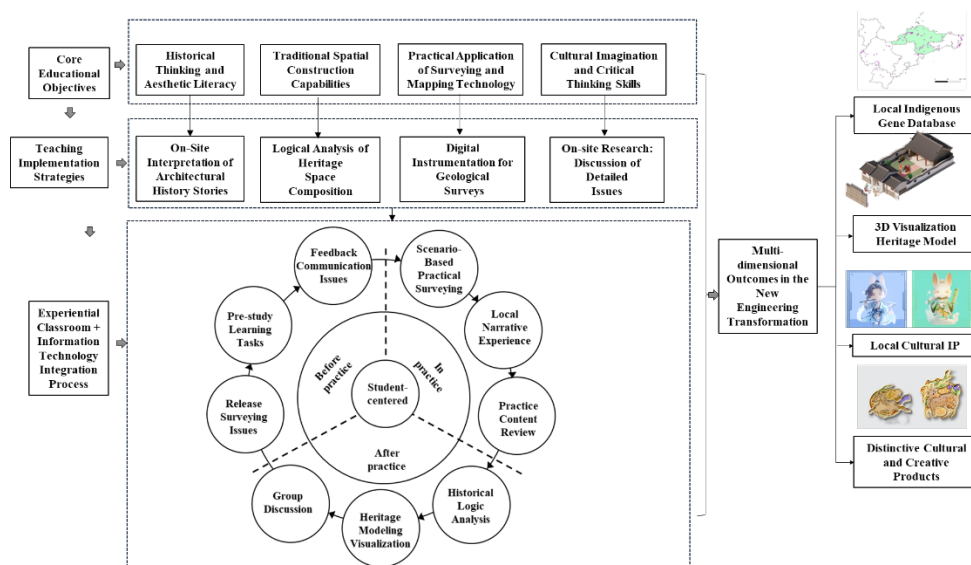 Core
Educational
Objectives
Historical
Thinking and
Aesthetic Literacy
Traditional Spatial
Construction
Capabilities
Practical Application
of Surveying and
Mapping Technology
Cultural Imagination
and Critical
Thinking Skills
Teaching
Implementation
Strategies
On-Site
Interpretation of
Architectural
History Stories
Logical Analysis of
Heritage
Space
Composition
Digital
Instrumentation for
Geological Surveys
On-site Research:
Discussion of
Detailed
Issues
Experiential
Classroom +
Information
Technology
Integration
Process
Feedback
Communication
Issues
Scenario-
Based
Practical
Surveying
Local
Narrative
Experience
Practice
Content
Review
Historical
Logic
Analysis
Heritage
Modeling
Visualization
Group
Discussion
Release
Surveying
Issues
Pre-study
Learning
Tasks
Before
practice
In
practice
After
practice
Student-
centered
Multi-
dimensional
Outcomes in the
New
Engineering
Transformation
Local Indigenous
Gene Database
3D Visualization
Heritage Model
Local Cultural IP
Distinctive Cultural
and Creative
Products